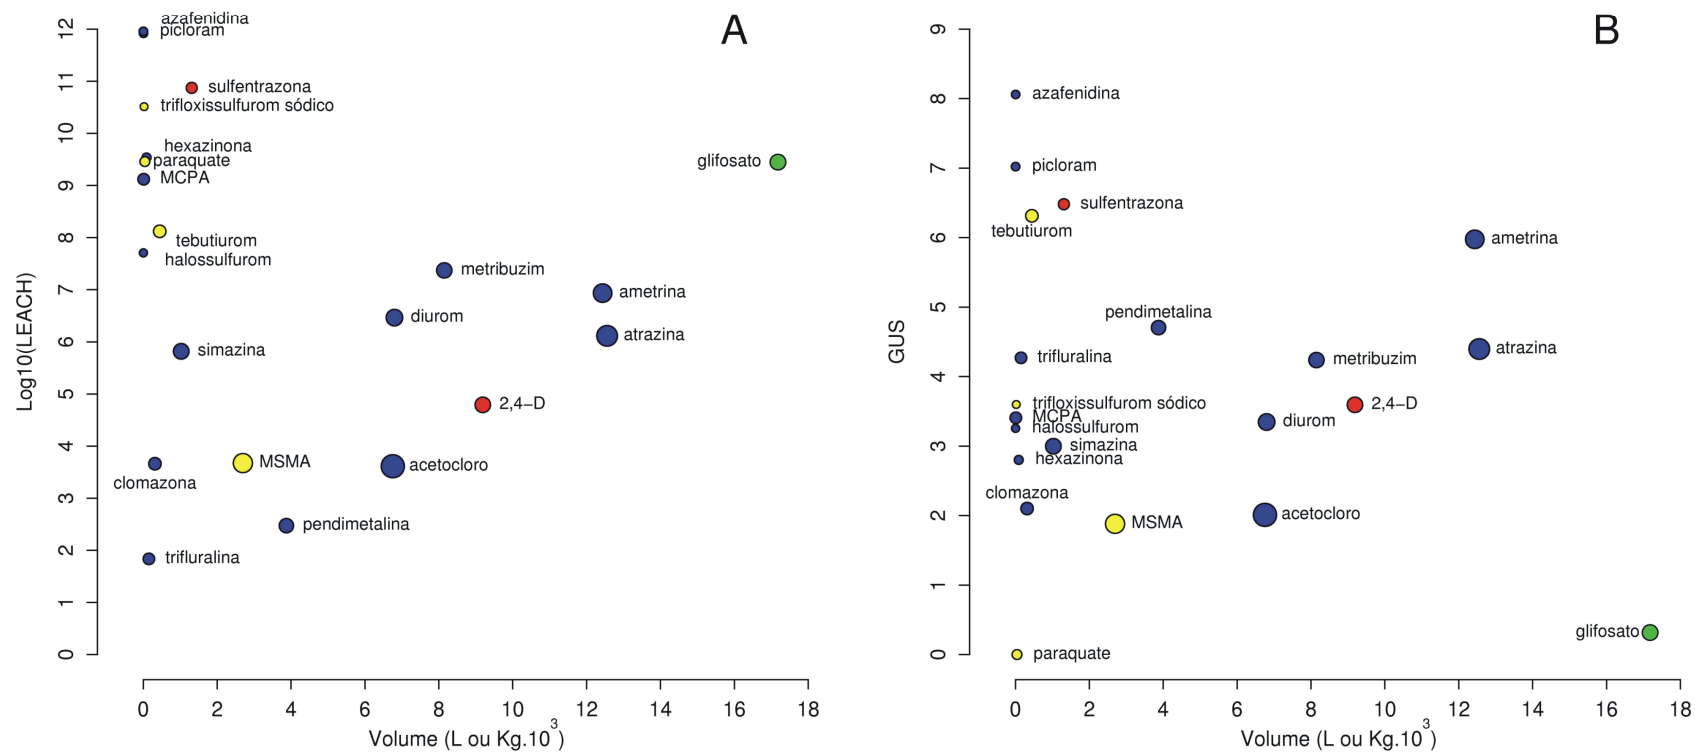 A
12
11
10
9
8
7
6
5
4
3
2
1
0
Log10(LEACH)
azafenidina
picloram
sulfentrazona
trifloxissulfurom sódico
hexazinona
paraquate
MCPA
glifosato
tebutiurom
halossulfurom
metribuzim
ametrina
diurom
atrazina
simazina
2,4–D
MSMA
acetocloro
clomazona
pendimetalina
trifluralina
0 2 4 6 8 10 12 14 16 18
Volume (L ou Kg.10³)
B
9
8
7
6
5
4
3
2
1
0
GUS
azafenidina
picloram
sulfentrazona
tebutiurom
ametrina
pendimetalina
atrazina
trifluralina
metribuzim
trifloxissulfurom sódico
2,4–D
MCPA
diurom
halossulfurom
simazina
hexazinona
clomazona
acetocloro
MSMA
glifosato
paraquate
0 2 4 6 8 10 12 14 16 18
Volume (L ou Kg.10³)